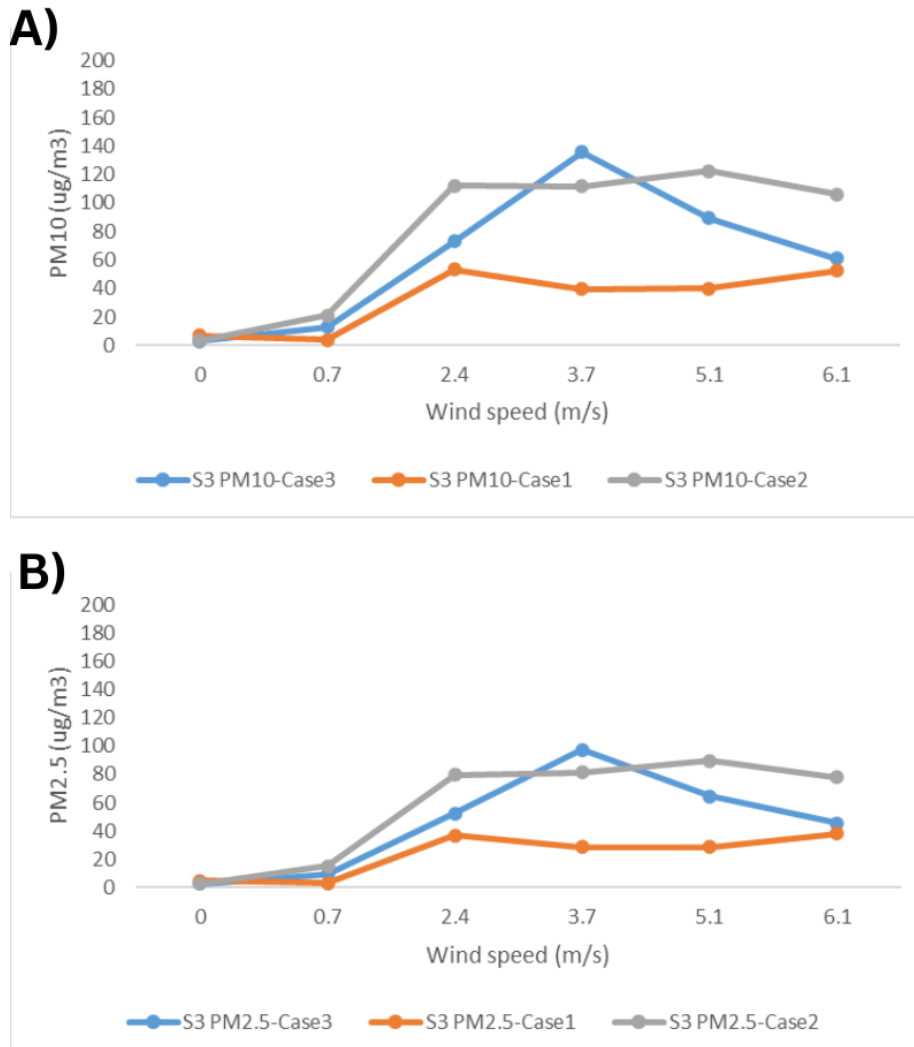 A)
200
180
160
140
120
100
80
60
40
20
0
PM10 (ug/m3)
0 0.7 2.4 3.7 5.1 6.1
Wind speed (m/s)
S3 PM10-Case3 S3 PM10-Case1 S3 PM10-Case2
B)
200
180
160
140
120
100
80
60
40
20
0
PM2.5 (ug/m3)
0 0.7 2.4 3.7 5.1 6.1
Wind speed (m/s)
S3 PM2.5-Case3 S3 PM2.5-Case1 S3 PM2.5-Case2